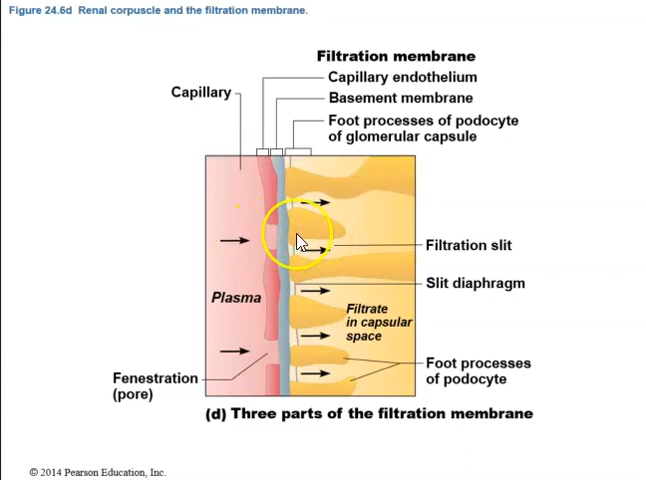 Figure 24.6d Renal corpuscle and the filtration membrane.
Filtration membrane
Capillary endothelium
Capillary
Basement membrane
Foot processes of podocyte
of glomerular capsule
Filtration slit
Slit diaphragm
Plasma
Filtrate
in capsular
space
Foot processes
of podocyte
Fenestration
(pore)
(d) Three parts of the filtration membrane
© 2014 Pearson Education, Inc.